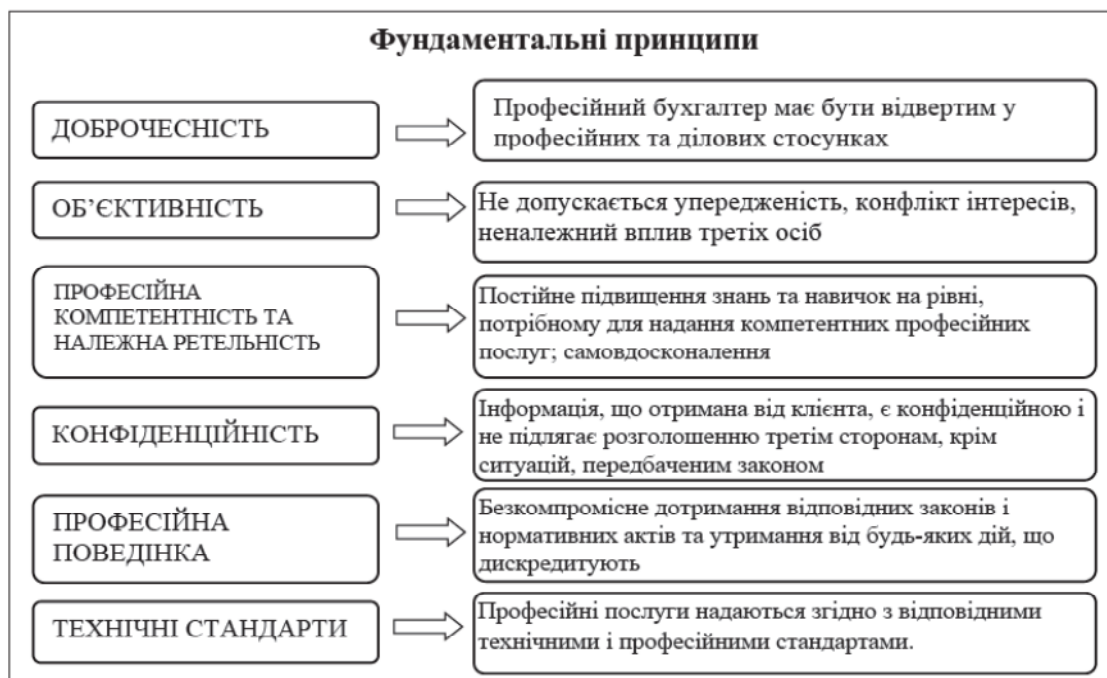 Фундаментальні принципи
ДОБРОЧЕСНІСТЬ
Професійний бухгалтер має бути відвертим у
професійних та ділових стосунках
ОБ’ЄКТИВНІСТЬ
Не допускається упередженість, конфлікт інтересів,
неналежний вплив третіх осіб
ПРОФЕСІЙНА
КОМПЕТЕНТНІСТЬ ТА
НАЛЕЖНА РЕТЕЛЬНІСТЬ
Постійне підвищення знань та навичок на рівні,
потрібному для надання компетентних професійних
послуг; самовдосконалення
КОНФІДЕНЦІЙНІСТЬ
Інформація, що отримана від клієнта, є конфіденційною і
не підлягає розголошенню третім сторонам, крім
ситуацій, передбаченим законом
ПРОФЕСІЙНА
ПОВЕДІНКА
Безкомпромісне дотримання відповідних законів і
нормативних актів та утримання від будь-яких дій, що
дискредитують
ТЕХНІЧНІ СТАНДАРТИ
Професійні послуги надаються згідно з відповідними
технічними і професійними стандартами.